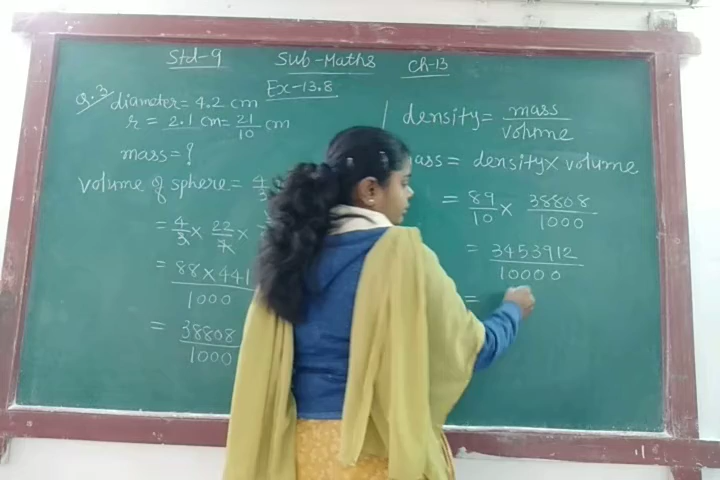 Std-9 Sub-Maths Ch-13
Ex-13.8
Q.3 diameter = 4.2 cm
r = 2.1 cm = 21/10 cm
mass = ?
Volume of sphere = 4/3
= 4/3 × 22/7 ×
= 88 × 441 / 1000
= 38808 / 1000
density = mass / volume
ass = density × volume
= 89/10 × 38808/1000
= 3453912 / 10000
=